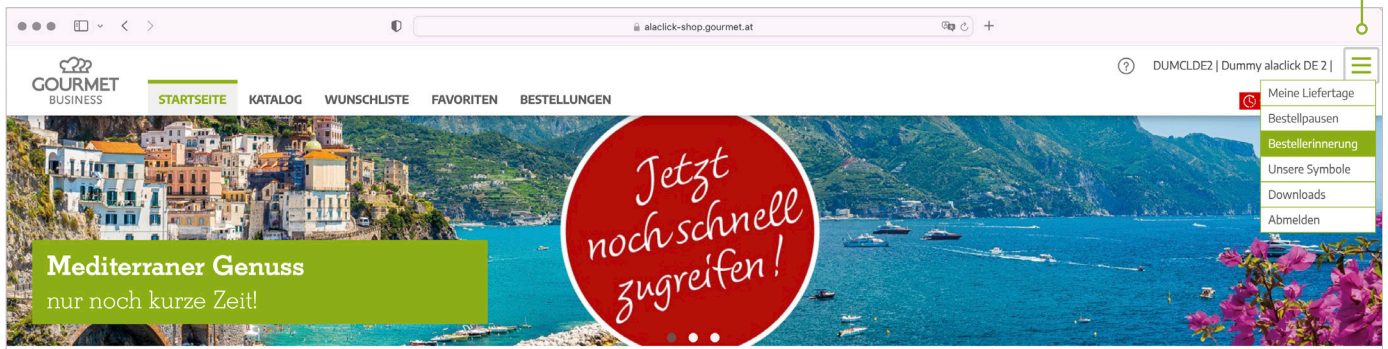 alaclick-shop.gourmet.at
GOURMET
BUSINESS
STARTSEITE KATALOG WUNSCHLISTE FAVORITEN BESTELLUNGEN
? DUMCLDE2 | Dummy alaclick DE 2 |
Meine Liefertage
Bestellpausen
Bestellerinnerung
Unsere Symbole
Downloads
Abmelden
Jetzt
noch schnell
zugreifen!
Mediterraner Genuss
nur noch kurze Zeit!